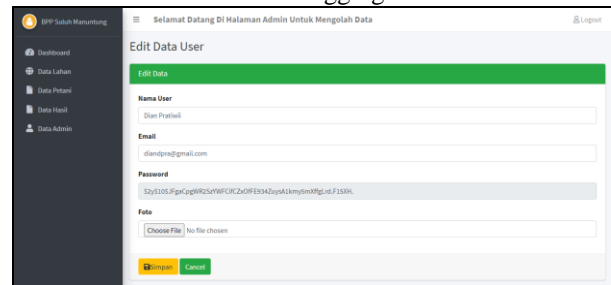 BPP Suluh Manuntung
Selamat Datang Di Halaman Admin Untuk Mengolah Data
Logout
Dashboard
Data Lahan
Data Petani
Data Hasil
Data Admin
Edit Data User
Edit Data
Nama User
Dian Pratiwii
Email
diandpra@gmail.com
Password
Foto
Choose File No file chosen
Simpan
Cancel